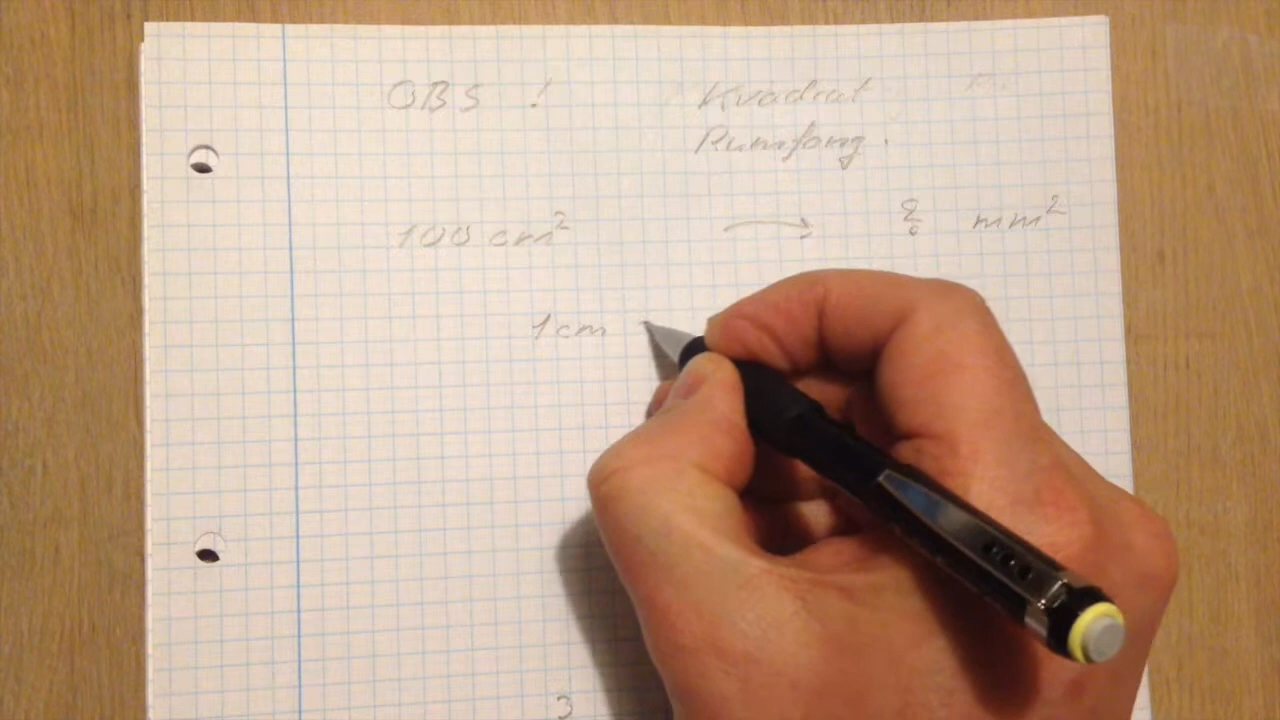 OBS ! Kvadrat
Rumfang.
100 cm² → ? mm²
1 cm
3